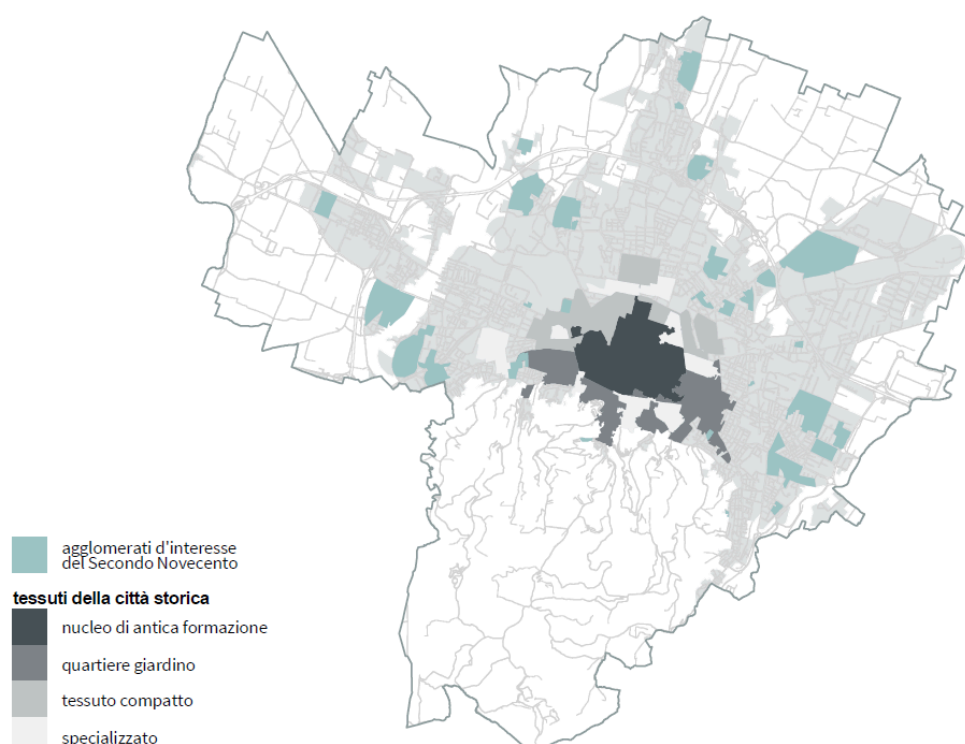 agglomerati d'interesse
del Secondo Novecento
tessuti della città storica
nucleo di antica formazione
quartiere giardino
tessuto compatto
specializzato